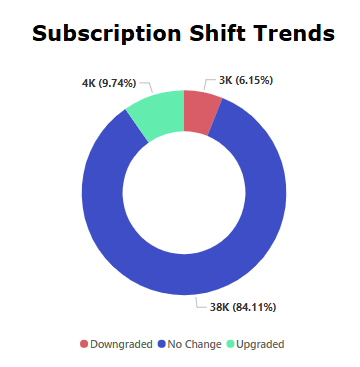 Subscription Shift Trends
4K (9.74%)
3K (6.15%)
38K (84.11%)
Downgraded No Change Upgraded